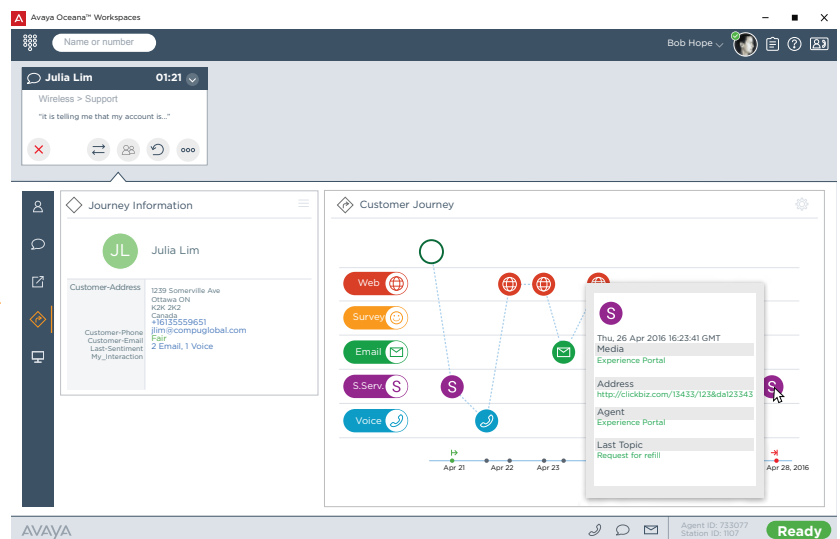 Avaya Oceana™ Workspaces
Name or number
Bob Hope
Julia Lim 01:21
Wireless > Support
"it is telling me that my account is..."
Journey Information
JL
Julia Lim
Customer-Address
1239 Somerville Ave
Ottawa ON
K2K 2K2
Canada
Customer-Phone +16135559651
Customer-Email jlim@compuglobal.com
Last-Sentiment Fair
My_Interaction 2 Email, 1 Voice
Customer Journey
Web
Survey
Email
S.Serv. S
Voice
S
S
Apr 21 Apr 22 Apr 23 Apr 28, 2016
S
Thu, 26 Apr 2016 16:23:41 GMT
Media
Experience Portal
Address
http://clickbiz.com/13433/123&da123343
Agent
Experience Portal
Last Topic
Request for refill
AVAYA
Agent ID: 733077
Station ID: 1107
Ready